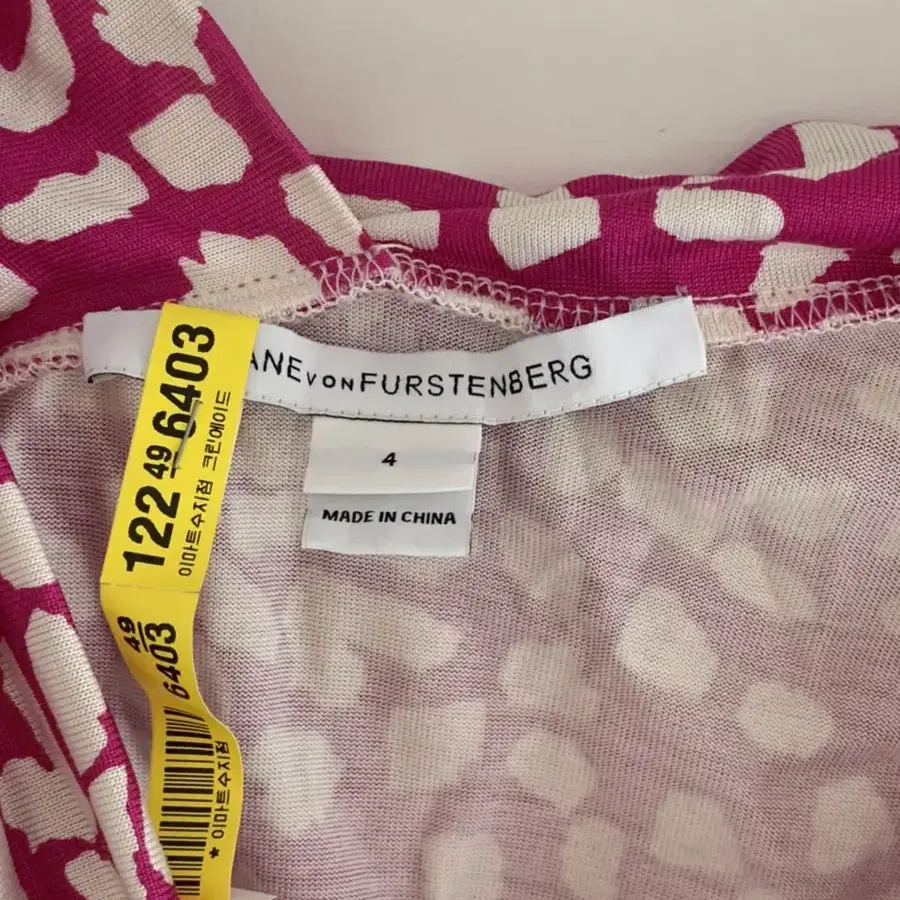 ANE VON FURSTENBERG
4
MADE IN CHINA
122 49 6403
이마트수지점 크린에이드
49 6403
* 이마트수지점